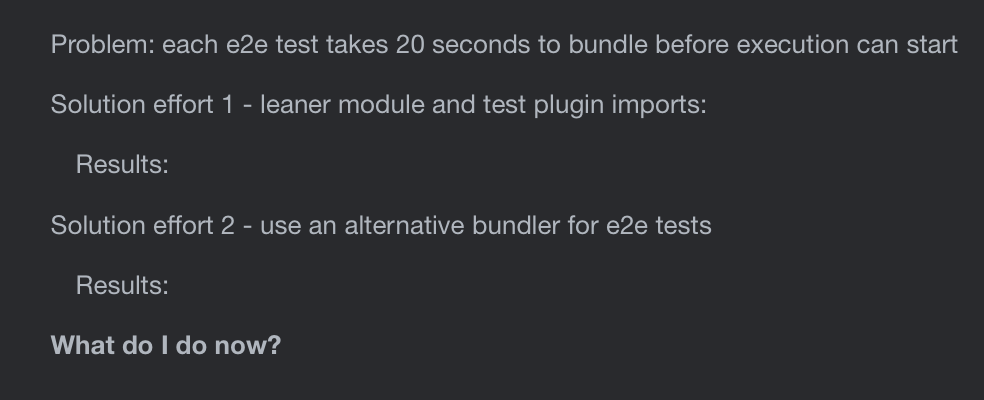 Problem: each e2e test takes 20 seconds to bundle before execution can start
Solution effort 1 - leaner module and test plugin imports:
Results:
Solution effort 2 - use an alternative bundler for e2e tests
Results:
What do I do now?